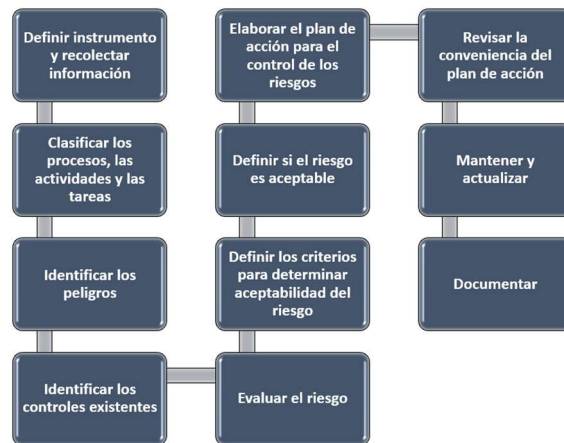 Definir instrumento
y recolectar
información
Clasificar los
procesos, las
actividades y las
tareas
Identificar los
peligros
Identificar los
controles existentes
Evaluar el riesgo
Definir los criterios
para determinar
aceptabilidad del
riesgo
Definir si el riesgo
es aceptable
Elaborar el plan de
acción para el
control de los
riesgos
Revisar la
conveniencia del
plan de acción
Mantener y
actualizar
Documentar